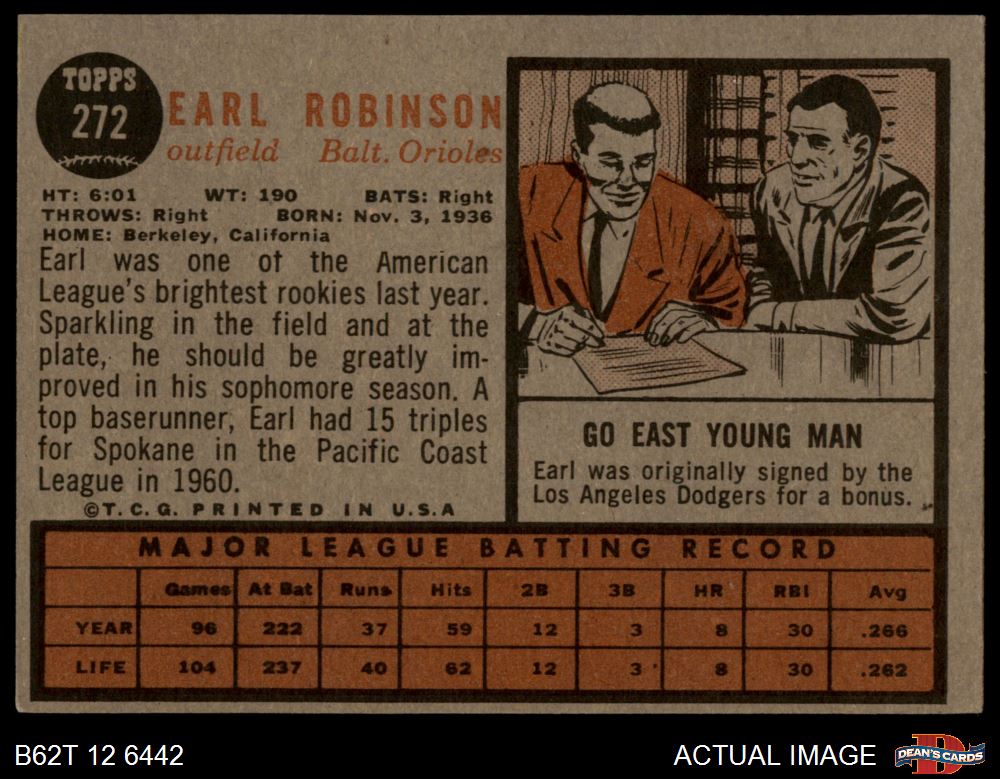 TOPPS
272
EARL ROBINSON
outfield Balt. Orioles
HT: 6:01 WT: 190 BATS: Right
THROWS: Right BORN: Nov. 3, 1936
HOME: Berkeley, California
Earl was one of the American
League's brightest rookies last year.
Sparkling in the field and at the
plate, he should be greatly im-
proved in his sophomore season. A
top baserunner, Earl had 15 triples
for Spokane in the Pacific Coast
League in 1960.
©T.C.G. PRINTED IN U.S.A
GO EAST YOUNG MAN
Earl was originally signed by the
Los Angeles Dodgers for a bonus.
MAJOR LEAGUE BATTING RECORD
Games At Bat Runs Hits 2B 3B HR RBI Avg
YEAR 96 222 37 59 12 3 8 30 .266
LIFE 104 237 40 62 12 3 8 30 .262
B62T 12 6442
ACTUAL IMAGE
DEAN'S CARDS